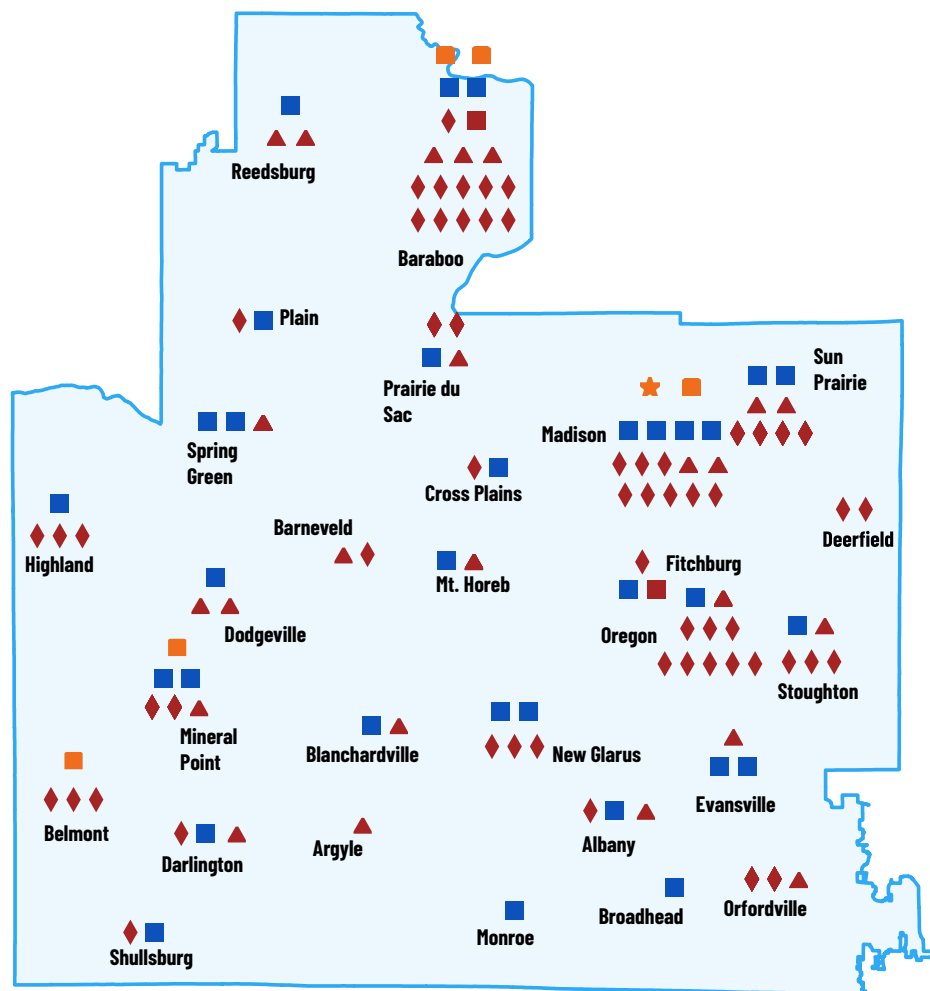 Reedsburg
Baraboo
Plain
Prairie du
Sac
Sun
Prairie
Madison
Spring
Green
Cross Plains
Highland
Barneveld
Mt. Horeb
Deerfield
Fitchburg
Dodgeville
Oregon
Stoughton
Mineral
Point
Blanchardville
New Glarus
Evansville
Belmont
Darlington
Argyle
Albany
Broadhead
Orfordville
Monroe
Shullsburg